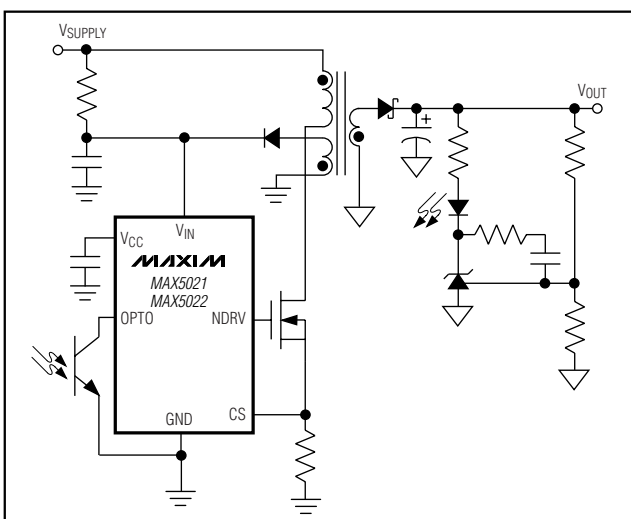 VSUPPLY
VOUT
+
VCC
VIN
MAXIM
MAX5021
MAX5022
OPTO
NDRV
CS
GND